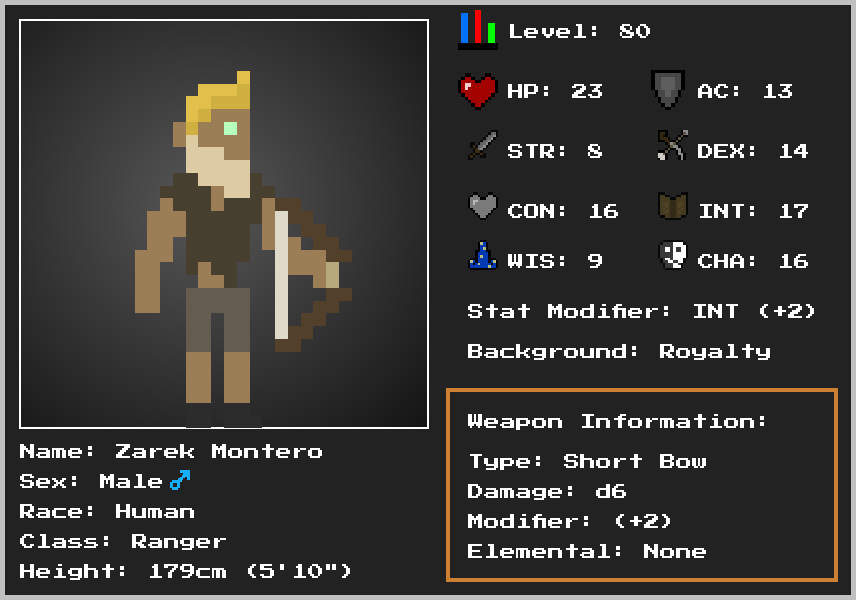 Level: 80
HP: 23
AC: 13
STR: 8
DEX: 14
CON: 16
INT: 17
WIS: 9
CHA: 16
Stat Modifier: INT (+2)
Background: Royalty
Weapon Information:
Type: Short Bow
Damage: d6
Modifier: (+2)
Elemental: None
Name: Zarek Montero
Sex: Male♂
Race: Human
Class: Ranger
Height: 179cm (5'10")